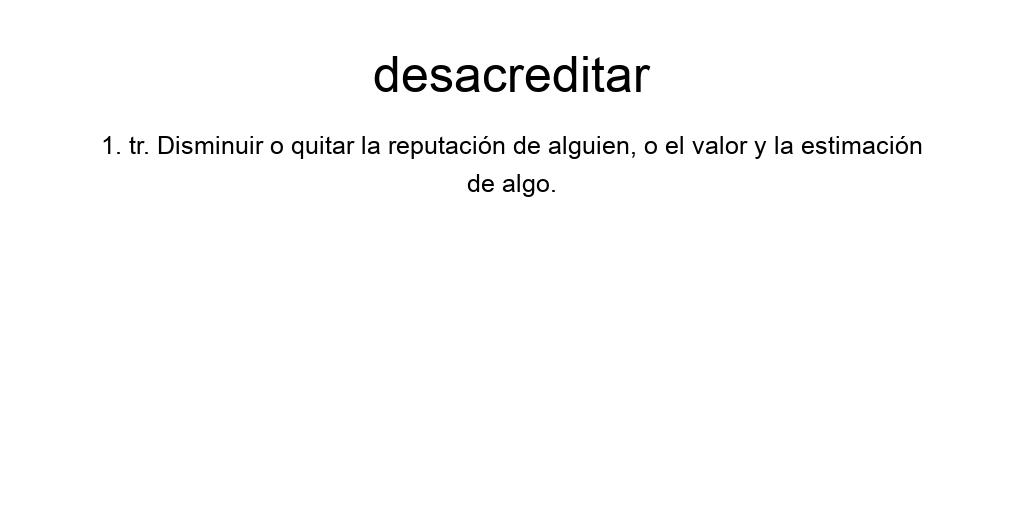 desacreditar
1. tr. Disminuir o quitar la reputación de alguien, o el valor y la estimación
de algo.